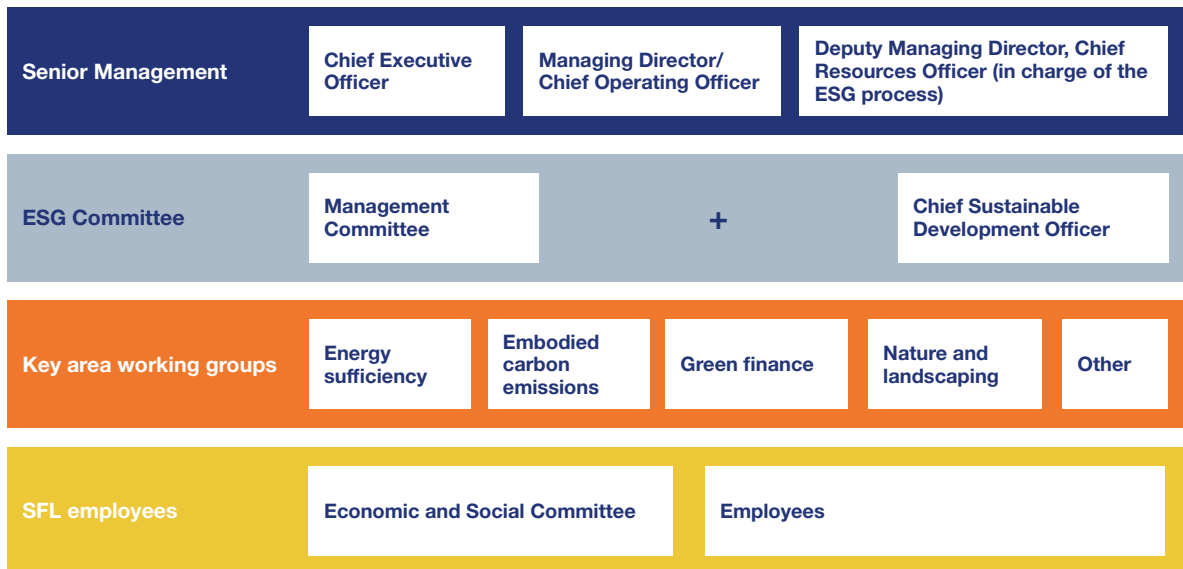 Senior Management
Chief Executive
Officer
Managing Director/
Chief Operating Officer
Deputy Managing Director, Chief
Resources Officer (in charge of the
ESG process)
ESG Committee
Management
Committee
+
Chief Sustainable
Development Officer
Key area working groups
Energy
sufficiency
Embodied
carbon
emissions
Green finance
Nature and
landscaping
Other
SFL employees
Economic and Social Committee
Employees